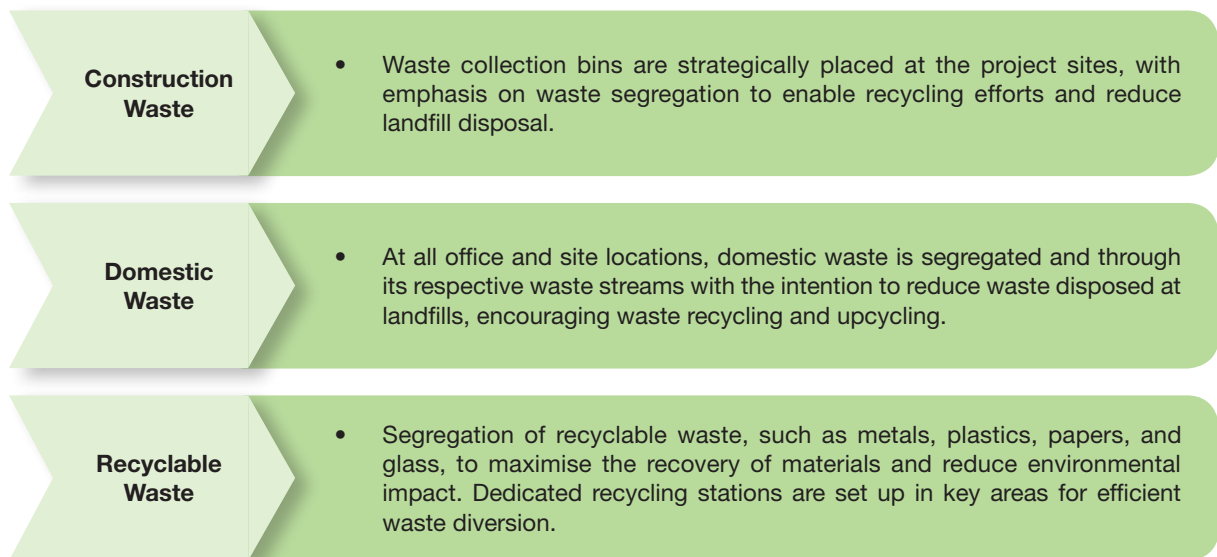 Construction
Waste
• Waste collection bins are strategically placed at the project sites, with
emphasis on waste segregation to enable recycling efforts and reduce
landfill disposal.
Domestic
Waste
• At all office and site locations, domestic waste is segregated and through
its respective waste streams with the intention to reduce waste disposed at
landfills, encouraging waste recycling and upcycling.
Recyclable
Waste
• Segregation of recyclable waste, such as metals, plastics, papers, and
glass, to maximise the recovery of materials and reduce environmental
impact. Dedicated recycling stations are set up in key areas for efficient
waste diversion.